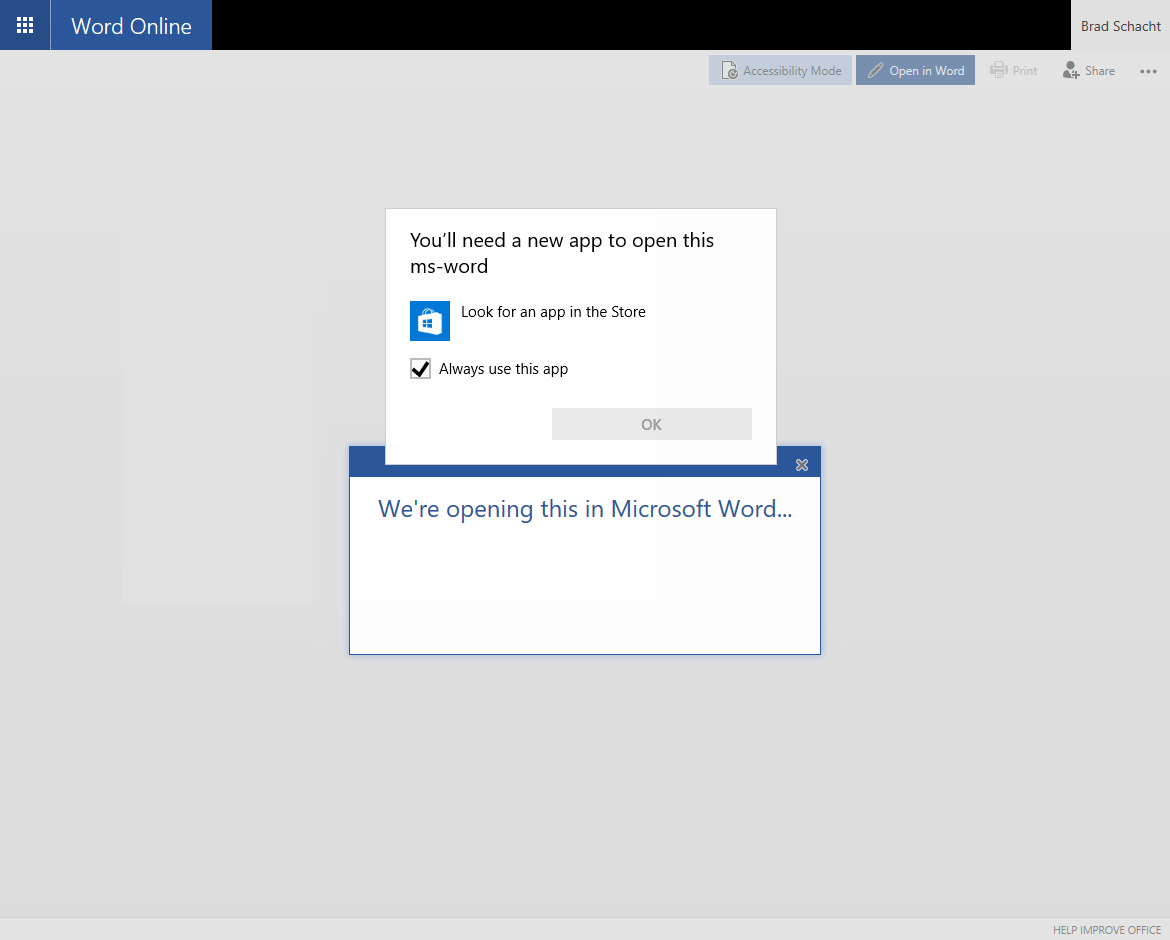 Word Online
Brad Schacht
Accessibility Mode
Open in Word
Print
Share
You’ll need a new app to open this
ms-word
Look for an app in the Store
Always use this app
OK
We're opening this in Microsoft Word...
HELP IMPROVE OFFICE